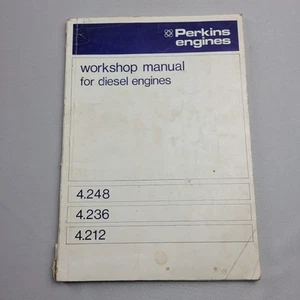 Perkins
engines
workshop manual
for diesel engines
4.248
4.236
4.212